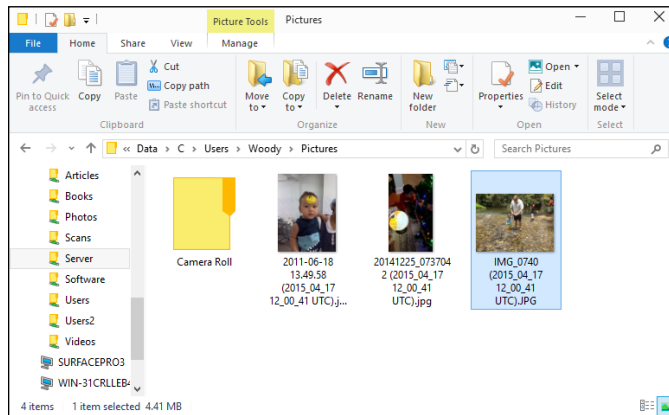 Picture Tools
Pictures
File
Home
Share
View
Manage
Pin to Quick
access
Copy
Paste
Cut
Copy path
Paste shortcut
Clipboard
Move
to
Copy
to
Delete
Rename
Organize
New
folder
New
Properties
Open
Edit
History
Open
Select
mode
Select
« Data > C > Users > Woody > Pictures
Search Pictures
Articles
Books
Photos
Scans
Server
Software
Users
Users2
Videos
SURFACEPRO3
WIN-31CRLLEB4
Camera Roll
2011-06-18
13.49.58
(2015_04_17
12_00_41 UTC).j...
20141225_073704
2 (2015_04_17
12_00_41
UTC).jpg
IMG_0740
(2015_04_17
12_00_41
UTC).JPG
4 items
1 item selected 4.41 MB